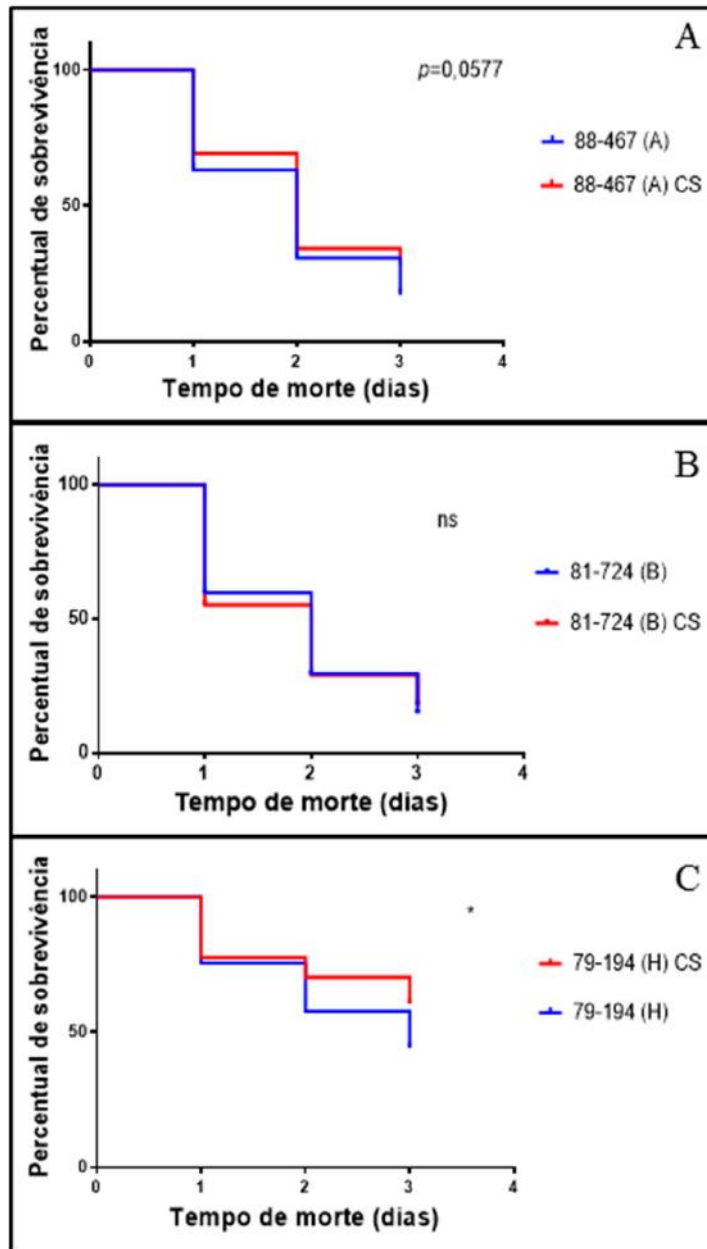 A
p=0,0577
Percentual de sobrevivência
100
50
0
88-467 (A)
88-467 (A) CS
0 1 2 3 4
Tempo de morte (dias)
B
ns
Percentual de sobrevivência
100
50
0
81-724 (B)
81-724 (B) CS
0 1 2 3 4
Tempo de morte (dias)
C
*
Percentual de sobrevivência
100
50
0
79-194 (H) CS
79-194 (H)
0 1 2 3 4
Tempo de morte (dias)